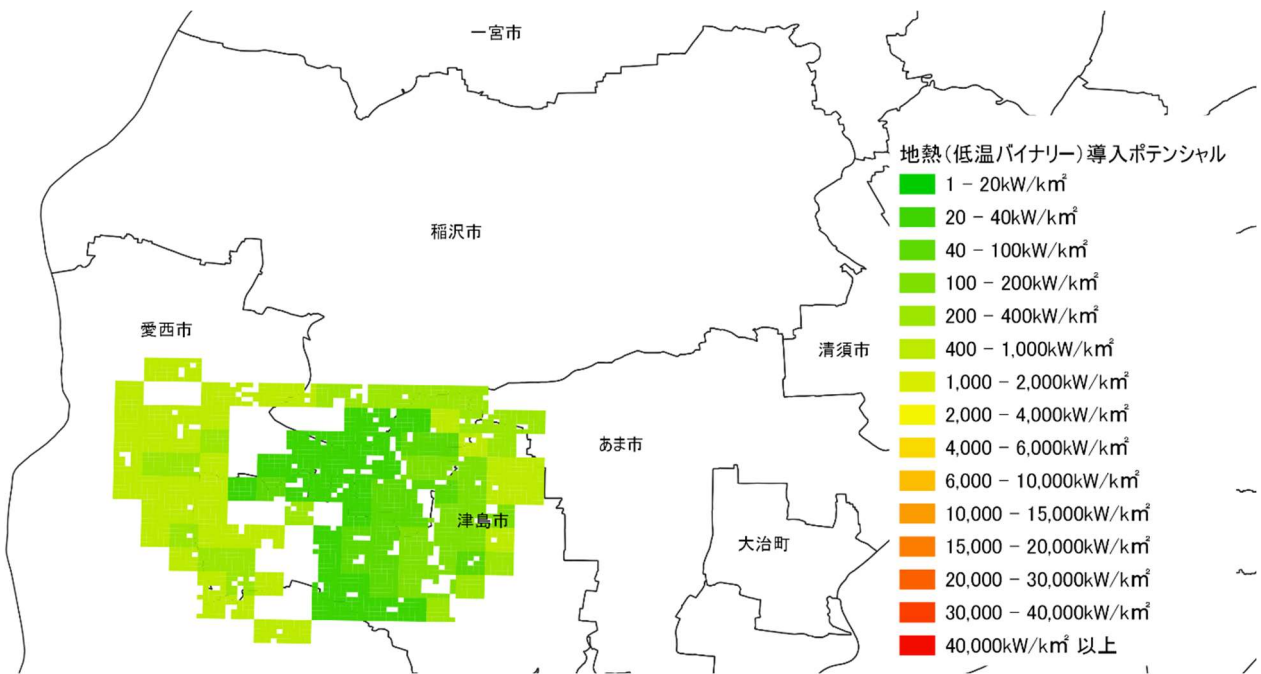 一宮市
稲沢市
愛西市
清須市
あま市
津島市
大治町
地熱(低温バイナリー)導入ポテンシャル
1 – 20kW/k㎡
20 – 40kW/k㎡
40 – 100kW/k㎡
100 – 200kW/k㎡
200 – 400kW/k㎡
400 – 1,000kW/k㎡
1,000 – 2,000kW/k㎡
2,000 – 4,000kW/k㎡
4,000 – 6,000kW/k㎡
6,000 – 10,000kW/k㎡
10,000 – 15,000kW/k㎡
15,000 – 20,000kW/k㎡
20,000 – 30,000kW/k㎡
30,000 – 40,000kW/k㎡
40,000kW/k㎡ 以上